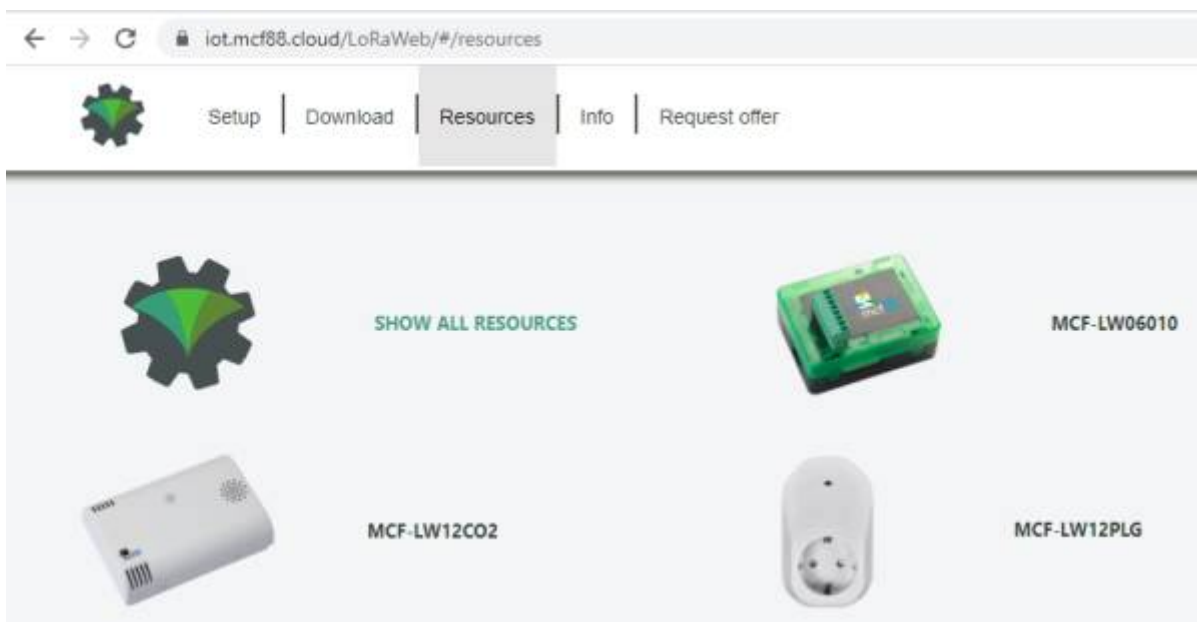 iot.mcf88.cloud/LoRaWeb/#/resources
Setup Download Resources Info Request offer
SHOW ALL RESOURCES
MCF-LW06010
MCF-LW12CO2
MCF-LW12PLG